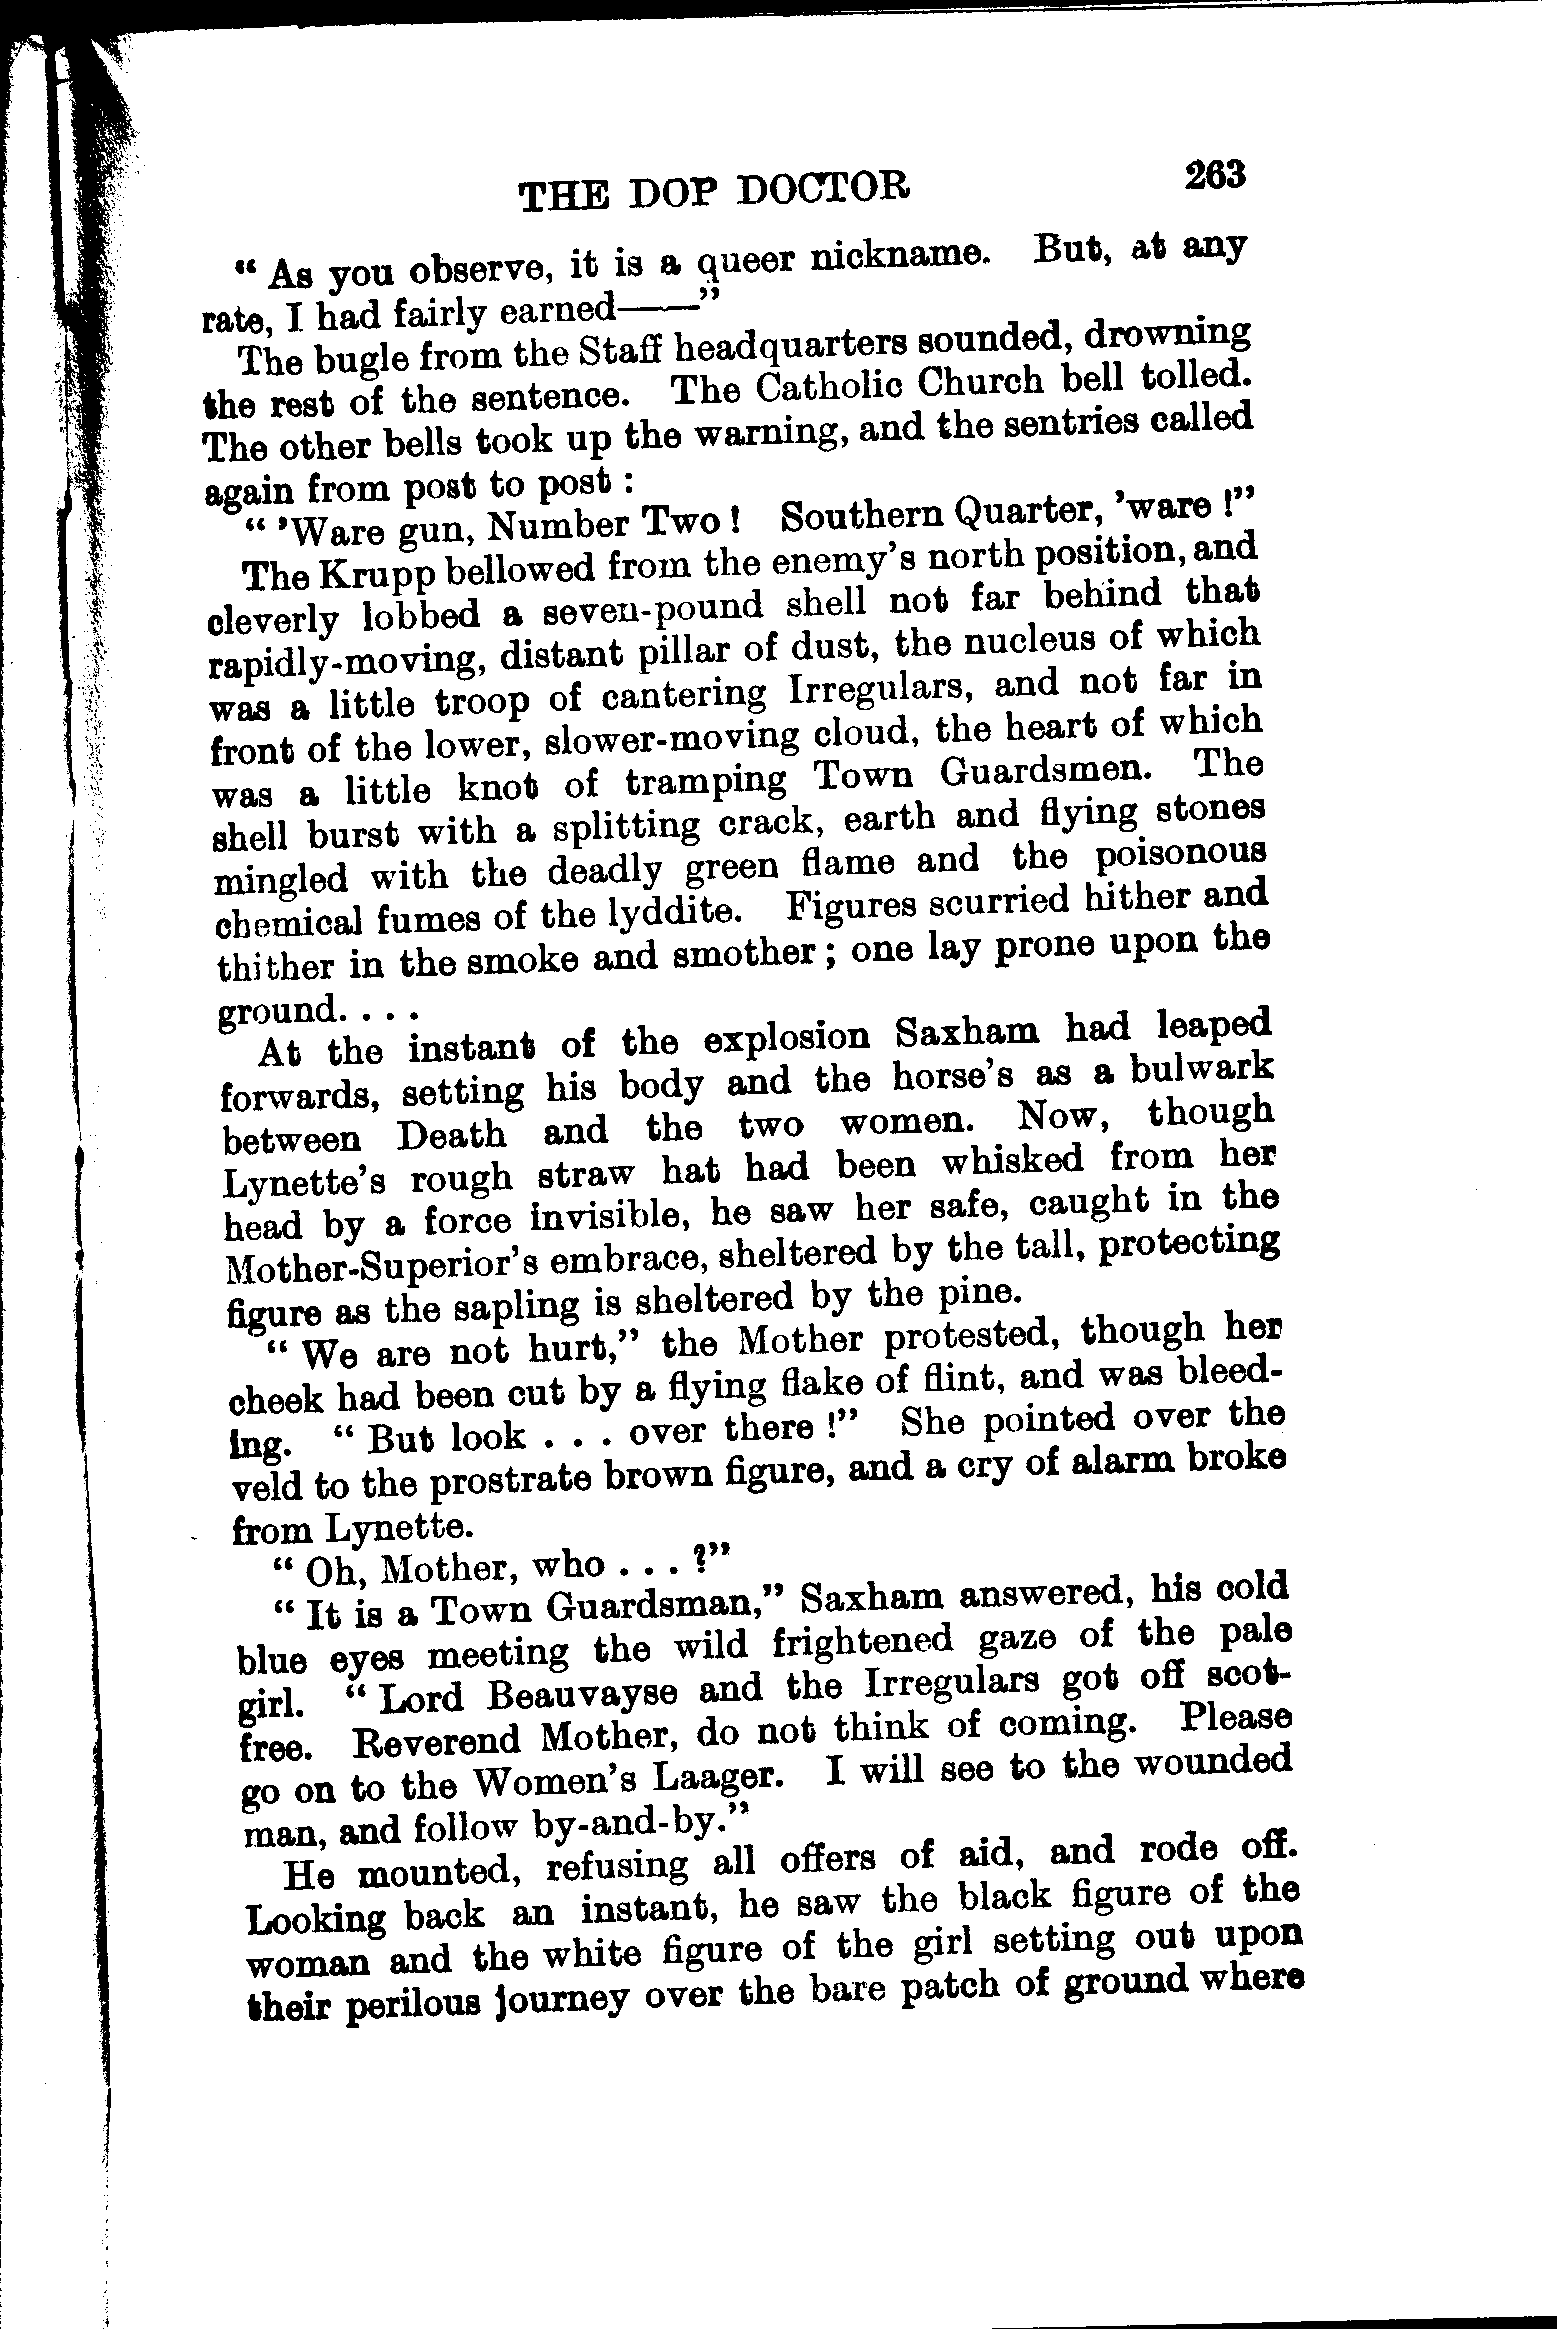 THE DOP DOCTOR 263
“ As you observe, it is a queer nickname. But, at any
rate, I had fairly earned——”
The bugle from the Staff headquarters sounded, drowning
the rest of the sentence. The Catholic Church bell tolled.
The other bells took up the warning, and the sentries called
again from post to post :
“ ’Ware gun, Number Two ! Southern Quarter, ’ware !”
The Krupp bellowed from the enemy’s north position, and
cleverly lobbed a seven-pound shell not far behind that
rapidly-moving, distant pillar of dust, the nucleus of which
was a little troop of cantering Irregulars, and not far in
front of the lower, slower-moving cloud, the heart of which
was a little knot of tramping Town Guardsmen. The
shell burst with a splitting crack, earth and flying stones
mingled with the deadly green flame and the poisonous
chemical fumes of the lyddite. Figures scurried hither and
thither in the smoke and smother ; one lay prone upon the
ground. . . .
At the instant of the explosion Saxham had leaped
forwards, setting his body and the horse’s as a bulwark
between Death and the two women. Now, though
Lynette’s rough straw hat had been whisked from her
head by a force invisible, he saw her safe, caught in the
Mother-Superior’s embrace, sheltered by the tall, protecting
figure as the sapling is sheltered by the pine.
“ We are not hurt,” the Mother protested, though her
cheek had been cut by a flying flake of flint, and was bleed-
ing. “ But look . . . over there !” She pointed over the
veld to the prostrate brown figure, and a cry of alarm broke
from Lynette.
“ Oh, Mother, who . . . ?”
“ It is a Town Guardsman,” Saxham answered, his cold
blue eyes meeting the wild frightened gaze of the pale
girl. “ Lord Beauvayse and the Irregulars got off scot-
free. Reverend Mother, do not think of coming. Please
go on to the Women’s Laager. I will see to the wounded
man, and follow by-and-by.”
He mounted, refusing all offers of aid, and rode off.
Looking back an instant, he saw the black figure of the
woman and the white figure of the girl setting out upon
their perilous journey over the bare patch of ground where